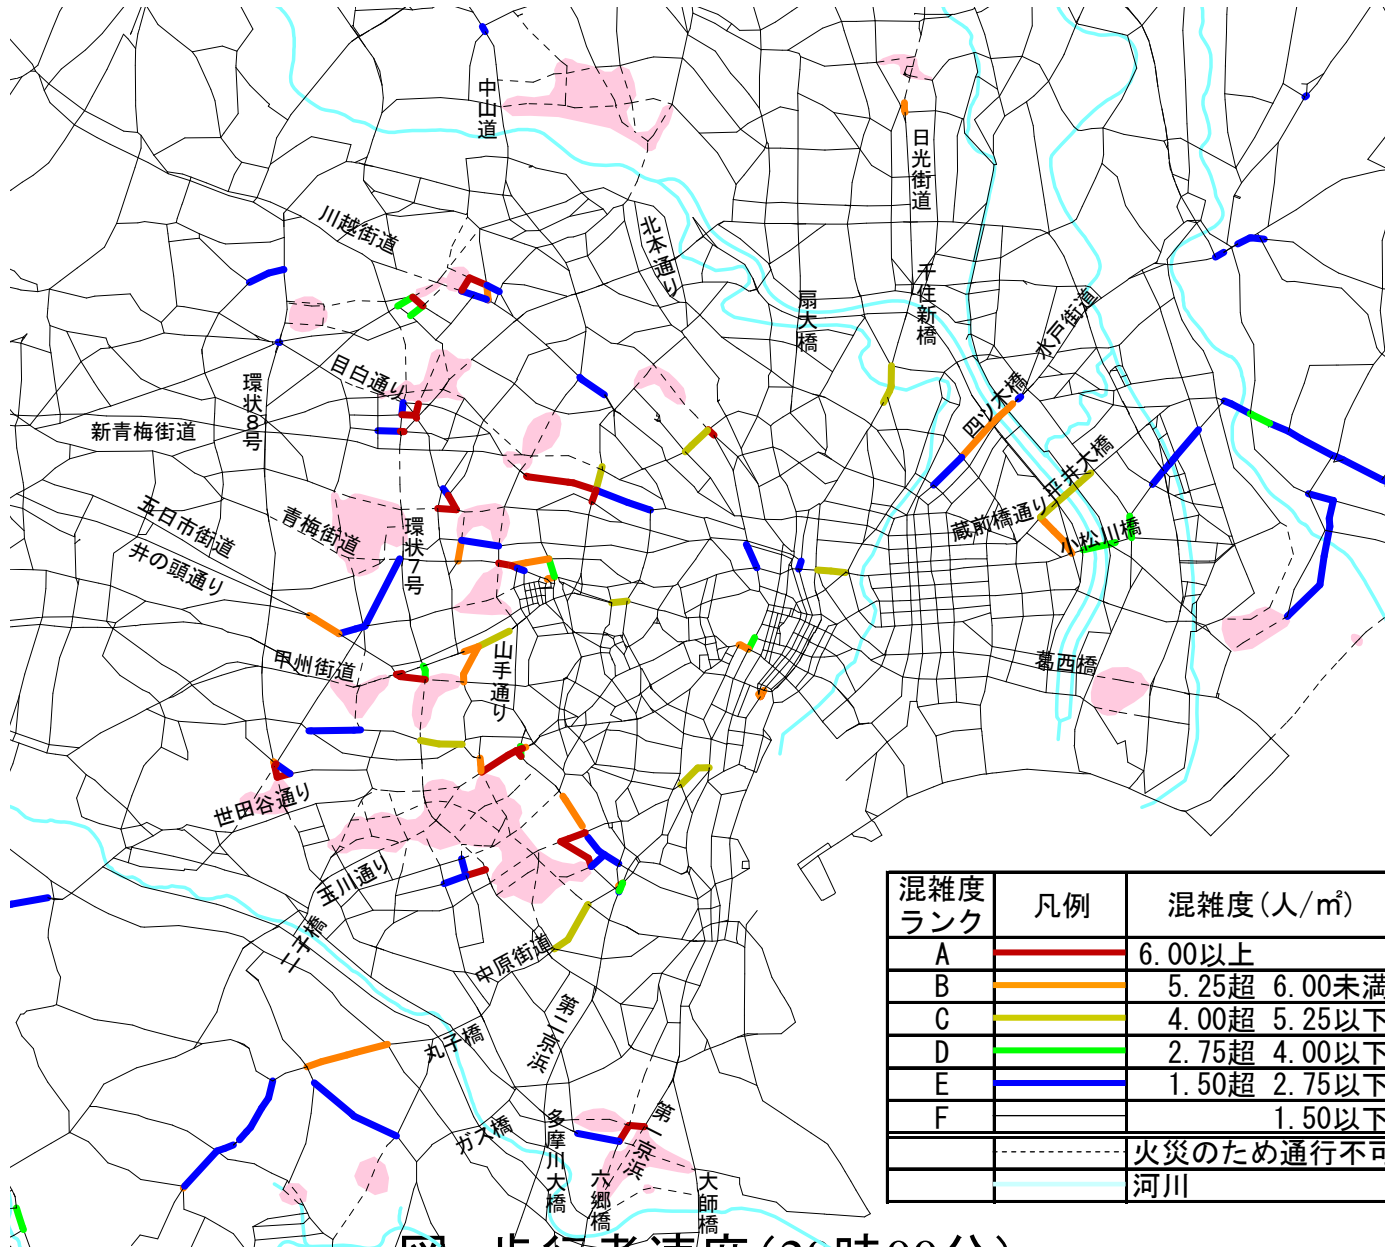 中山道
日光街道
川越街道
北本通り
扇大橋
千住新橋
水戸街道
目白通り
環状8号
新青梅街道
四ツ木橋
平井大橋
蔵前橋通り
小松川橋
五日市街道
青梅街道
井の頭通り
環状7号
甲州街道
山手通り
葛西橋
世田谷通り
玉川通り
二子橋
中原街道
第二京浜
丸子橋
ガス橋
多摩川大橋
六郷橋
第一京浜
大師橋
混雑度ランク 凡例 混雑度(人/㎡)
A 6.00以上
B 5.25超 6.00未満
C 4.00超 5.25以下
D 2.75超 4.00以下
E 1.50超 2.75以下
F 1.50以下
火災のため通行不可
河川